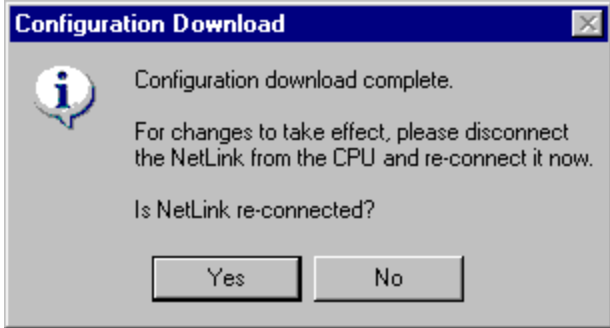 Configuration Download
Configuration download complete.
For changes to take effect, please disconnect
the NetLink from the CPU and re-connect it now.
Is NetLink re-connected?
Yes
No